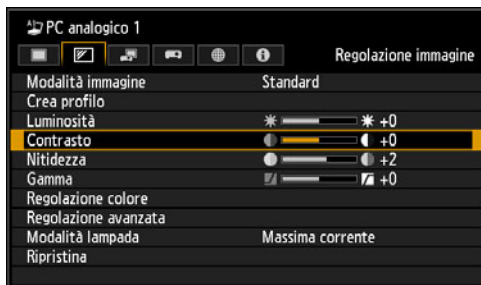 PC analogico 1
Regolazione immagine
Modalità immagine Standard
Crea profilo
Luminosità +0
Contrasto +0
Nitidezza +2
Gamma +0
Regolazione colore
Regolazione avanzata
Modalità lampada Massima corrente
Ripristina